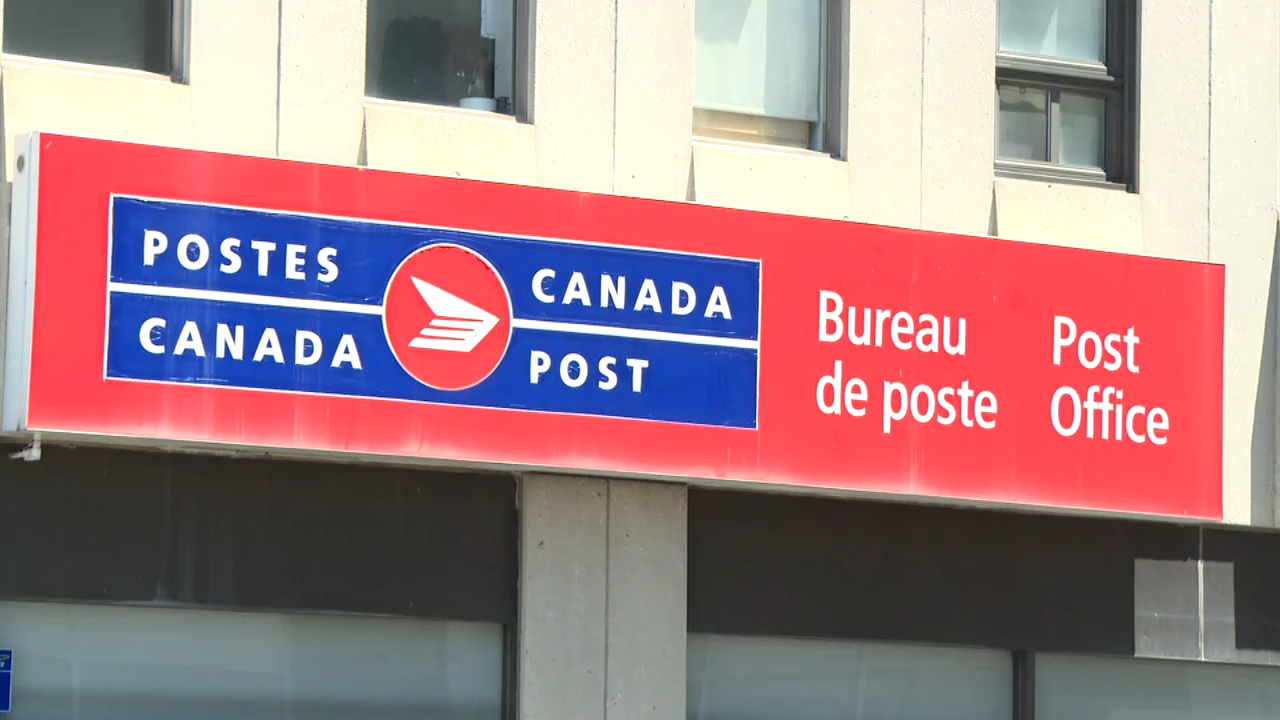 POSTES
CANADA
CANADA
POST
Bureau
de poste
Post
Office